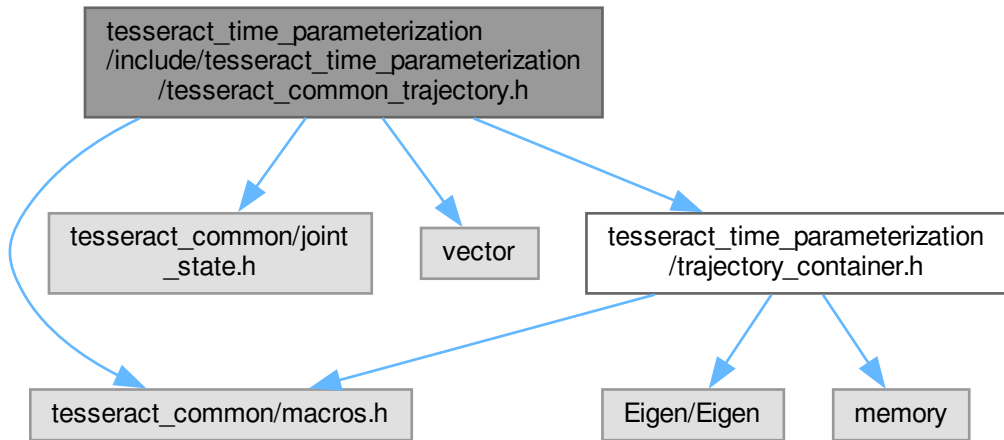 tesseract_time_parameterization
/include/tesseract_time_parameterization
/tesseract_common_trajectory.h
tesseract_common/joint
_state.h
vector
tesseract_time_parameterization
/trajectory_container.h
tesseract_common/macros.h
Eigen/Eigen
memory